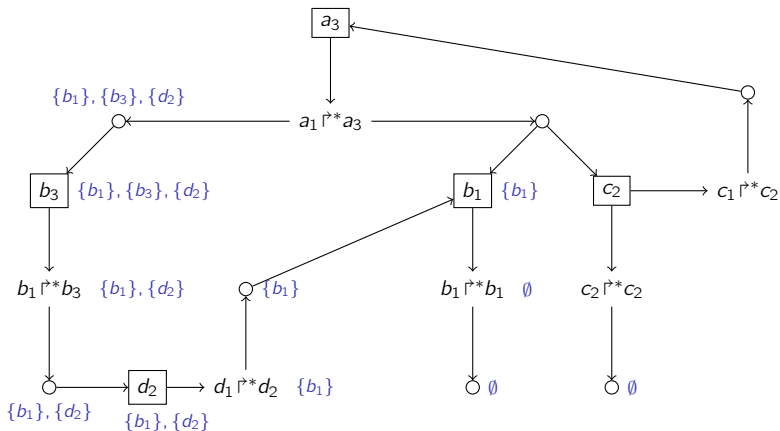 a₃
{b₁}, {b₃}, {d₂}
a₁ ↱* a₃
b₃ {b₁}, {b₃}, {d₂} b₁ {b₁} c₂ c₁ ↱* c₂
b₁ ↱* b₃ {b₁}, {d₂} {b₁} b₁ ↱* b₁ ∅ c₂ ↱* c₂
d₂ d₁ ↱* d₂ {b₁} ∅ ∅
{b₁}, {d₂} {b₁}, {d₂}